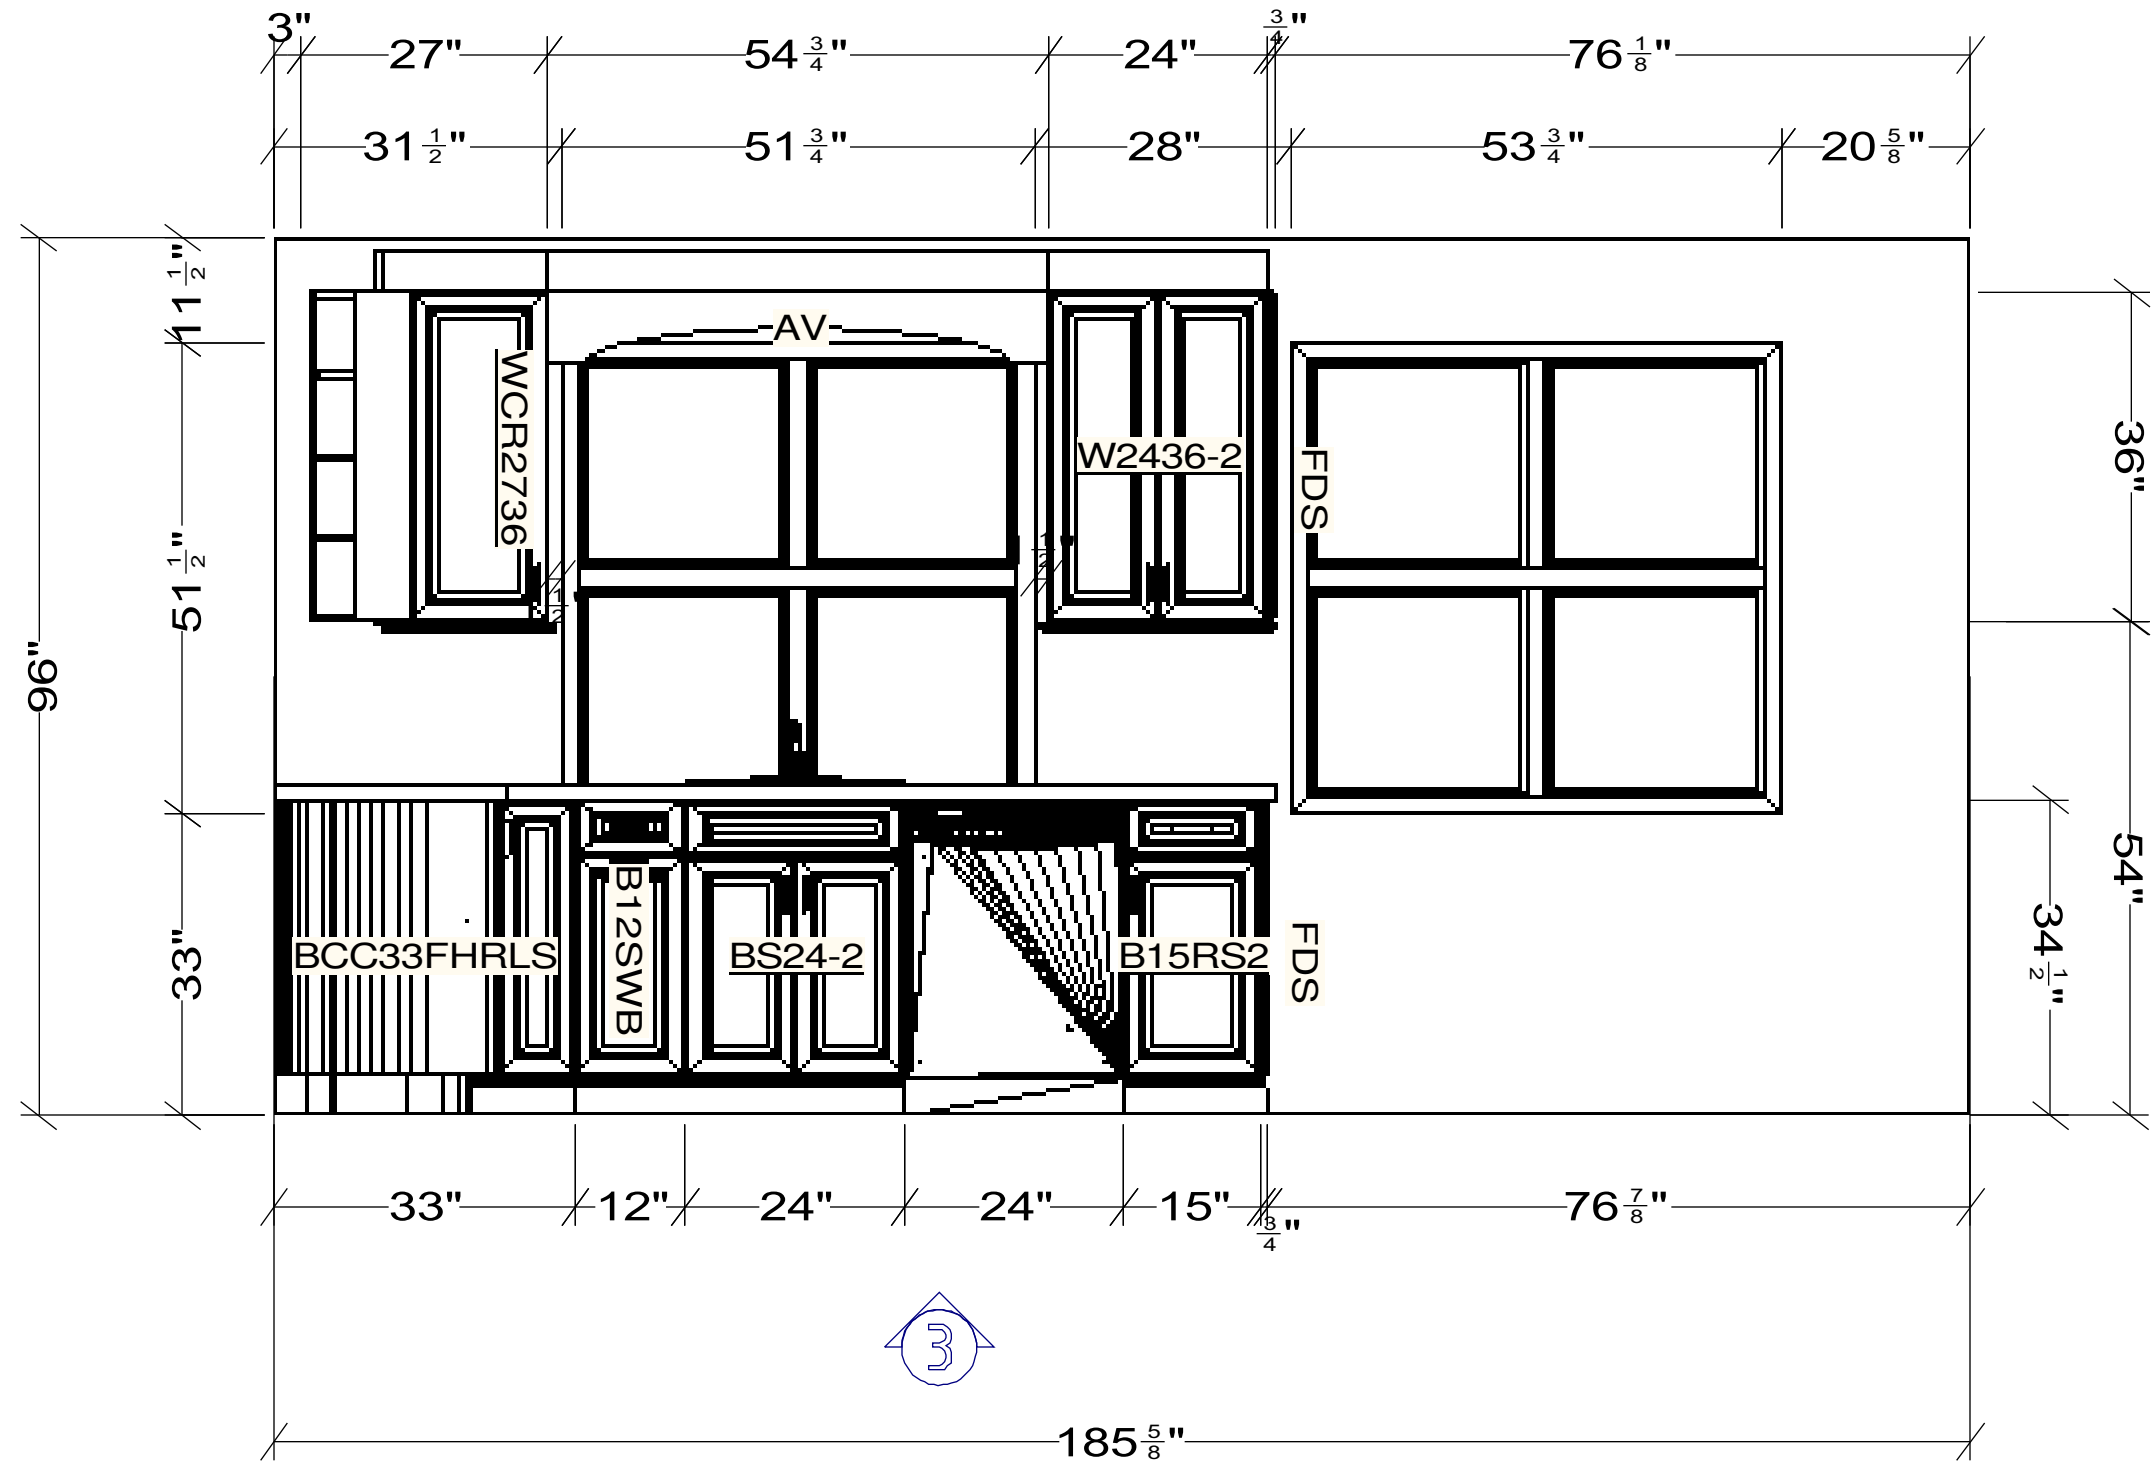 3" 27" 54 3/4" 24" 3/4" 76 1/8"
31 1/2" 51 3/4" 28" 53 3/4" 20 5/8"
11 1/2"
51 1/2"
33"
96"
AV
WCR2736
W2436-2
FDS
1/2"
1 1/2"
36"
54"
34 1/2"
BCC33FHRLS
B12SWB
BS24-2
B15RS2
FDS
33" 12" 24" 24" 15" 3/4" 76 7/8"
3
185 5/8"